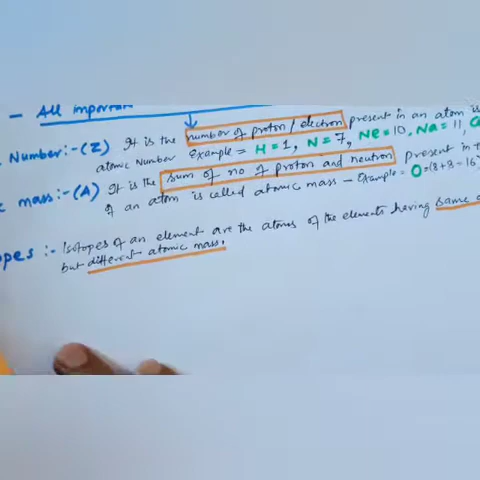 - All important
Number:- (Z) It is the number of proton / electron present in an atom is
atomic Number Example = H = 1, N = 7, Ne = 10, Na = 11,
mass:- (A) It is the sum of no of proton and neutron present in
of an atom is called atomic mass - Example = O = (8+8=16)
opes :- Isotopes of an element are the atoms of the elements having same
but different atomic mass.